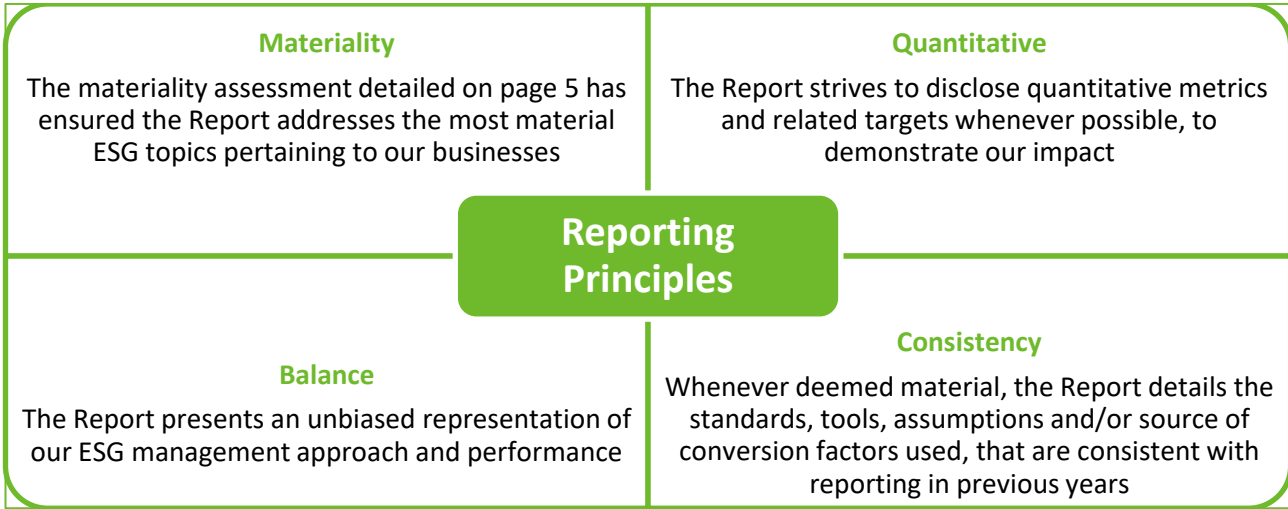 Materiality
The materiality assessment detailed on page 5 has
ensured the Report addresses the most material
ESG topics pertaining to our businesses
Quantitative
The Report strives to disclose quantitative metrics
and related targets whenever possible, to
demonstrate our impact
Reporting
Principles
Balance
The Report presents an unbiased representation of
our ESG management approach and performance
Consistency
Whenever deemed material, the Report details the
standards, tools, assumptions and/or source of
conversion factors used, that are consistent with
reporting in previous years